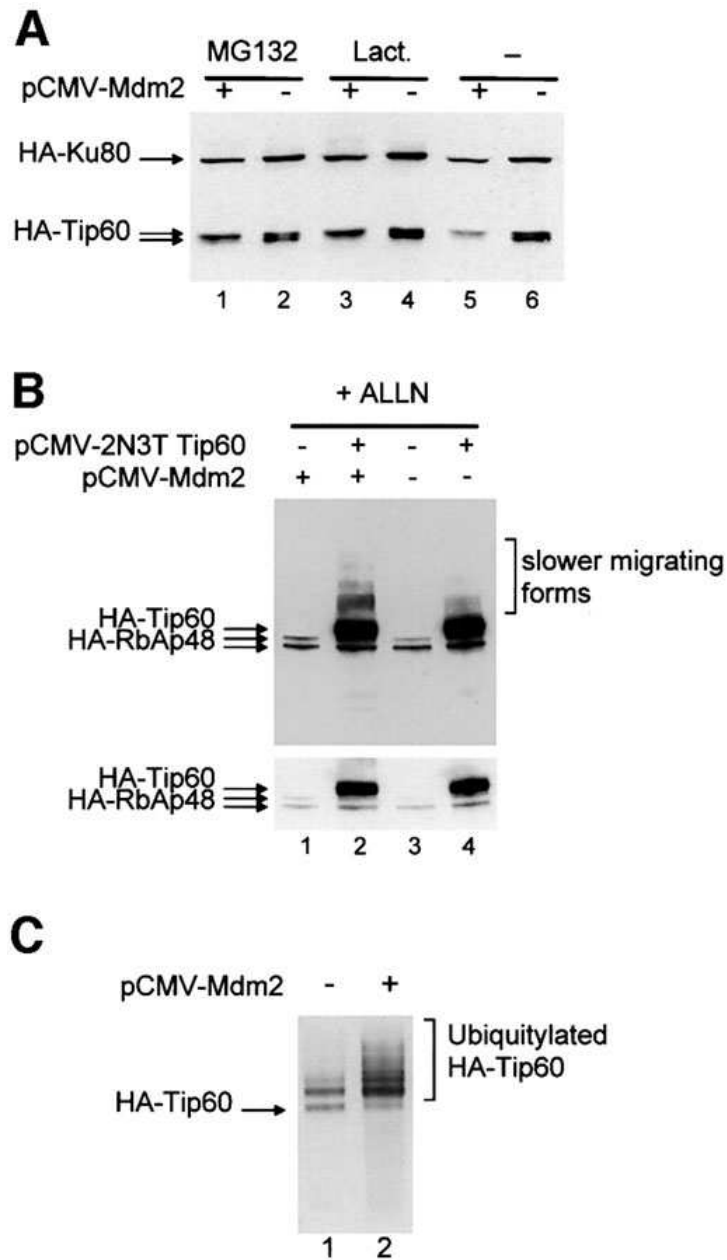 A
MG132 Lact. –
pCMV-Mdm2 + - + - + -
HA-Ku80
HA-Tip60
1 2 3 4 5 6
B
+ ALLN
pCMV-2N3T Tip60 - + - +
pCMV-Mdm2 + + - -
slower migrating
forms
HA-Tip60
HA-RbAp48
HA-Tip60
HA-RbAp48
1 2 3 4
C
pCMV-Mdm2 - +
Ubiquitylated
HA-Tip60
HA-Tip60
1 2